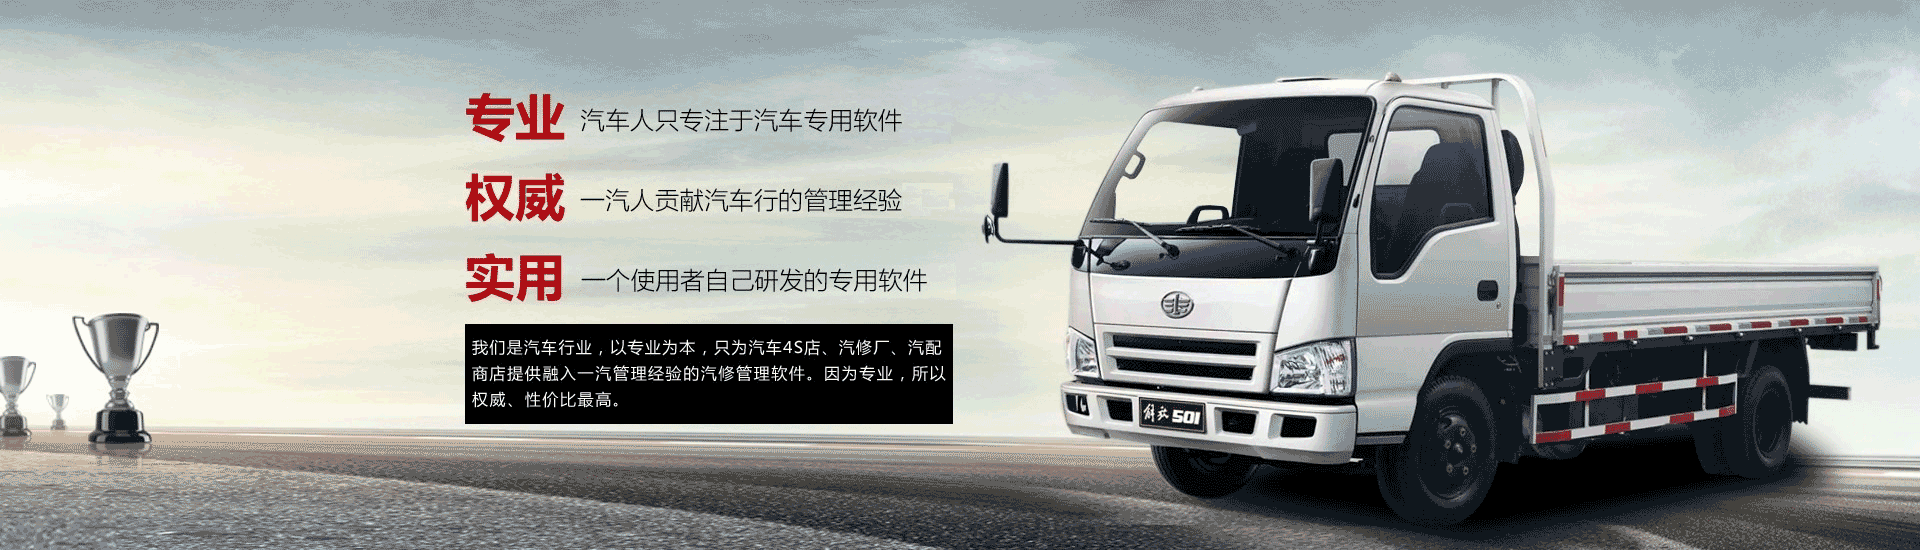 专业 汽车人只专注于汽车专用软件
权威 一汽人贡献汽车行的管理经验
实用 一个使用者自己研发的专用软件
我们是汽车行业，以专业为本，只为汽车4S店、汽修厂、汽配
商店提供融入一汽管理经验的汽修管理软件。因为专业，所以
权威、性价比最高。
解放 501